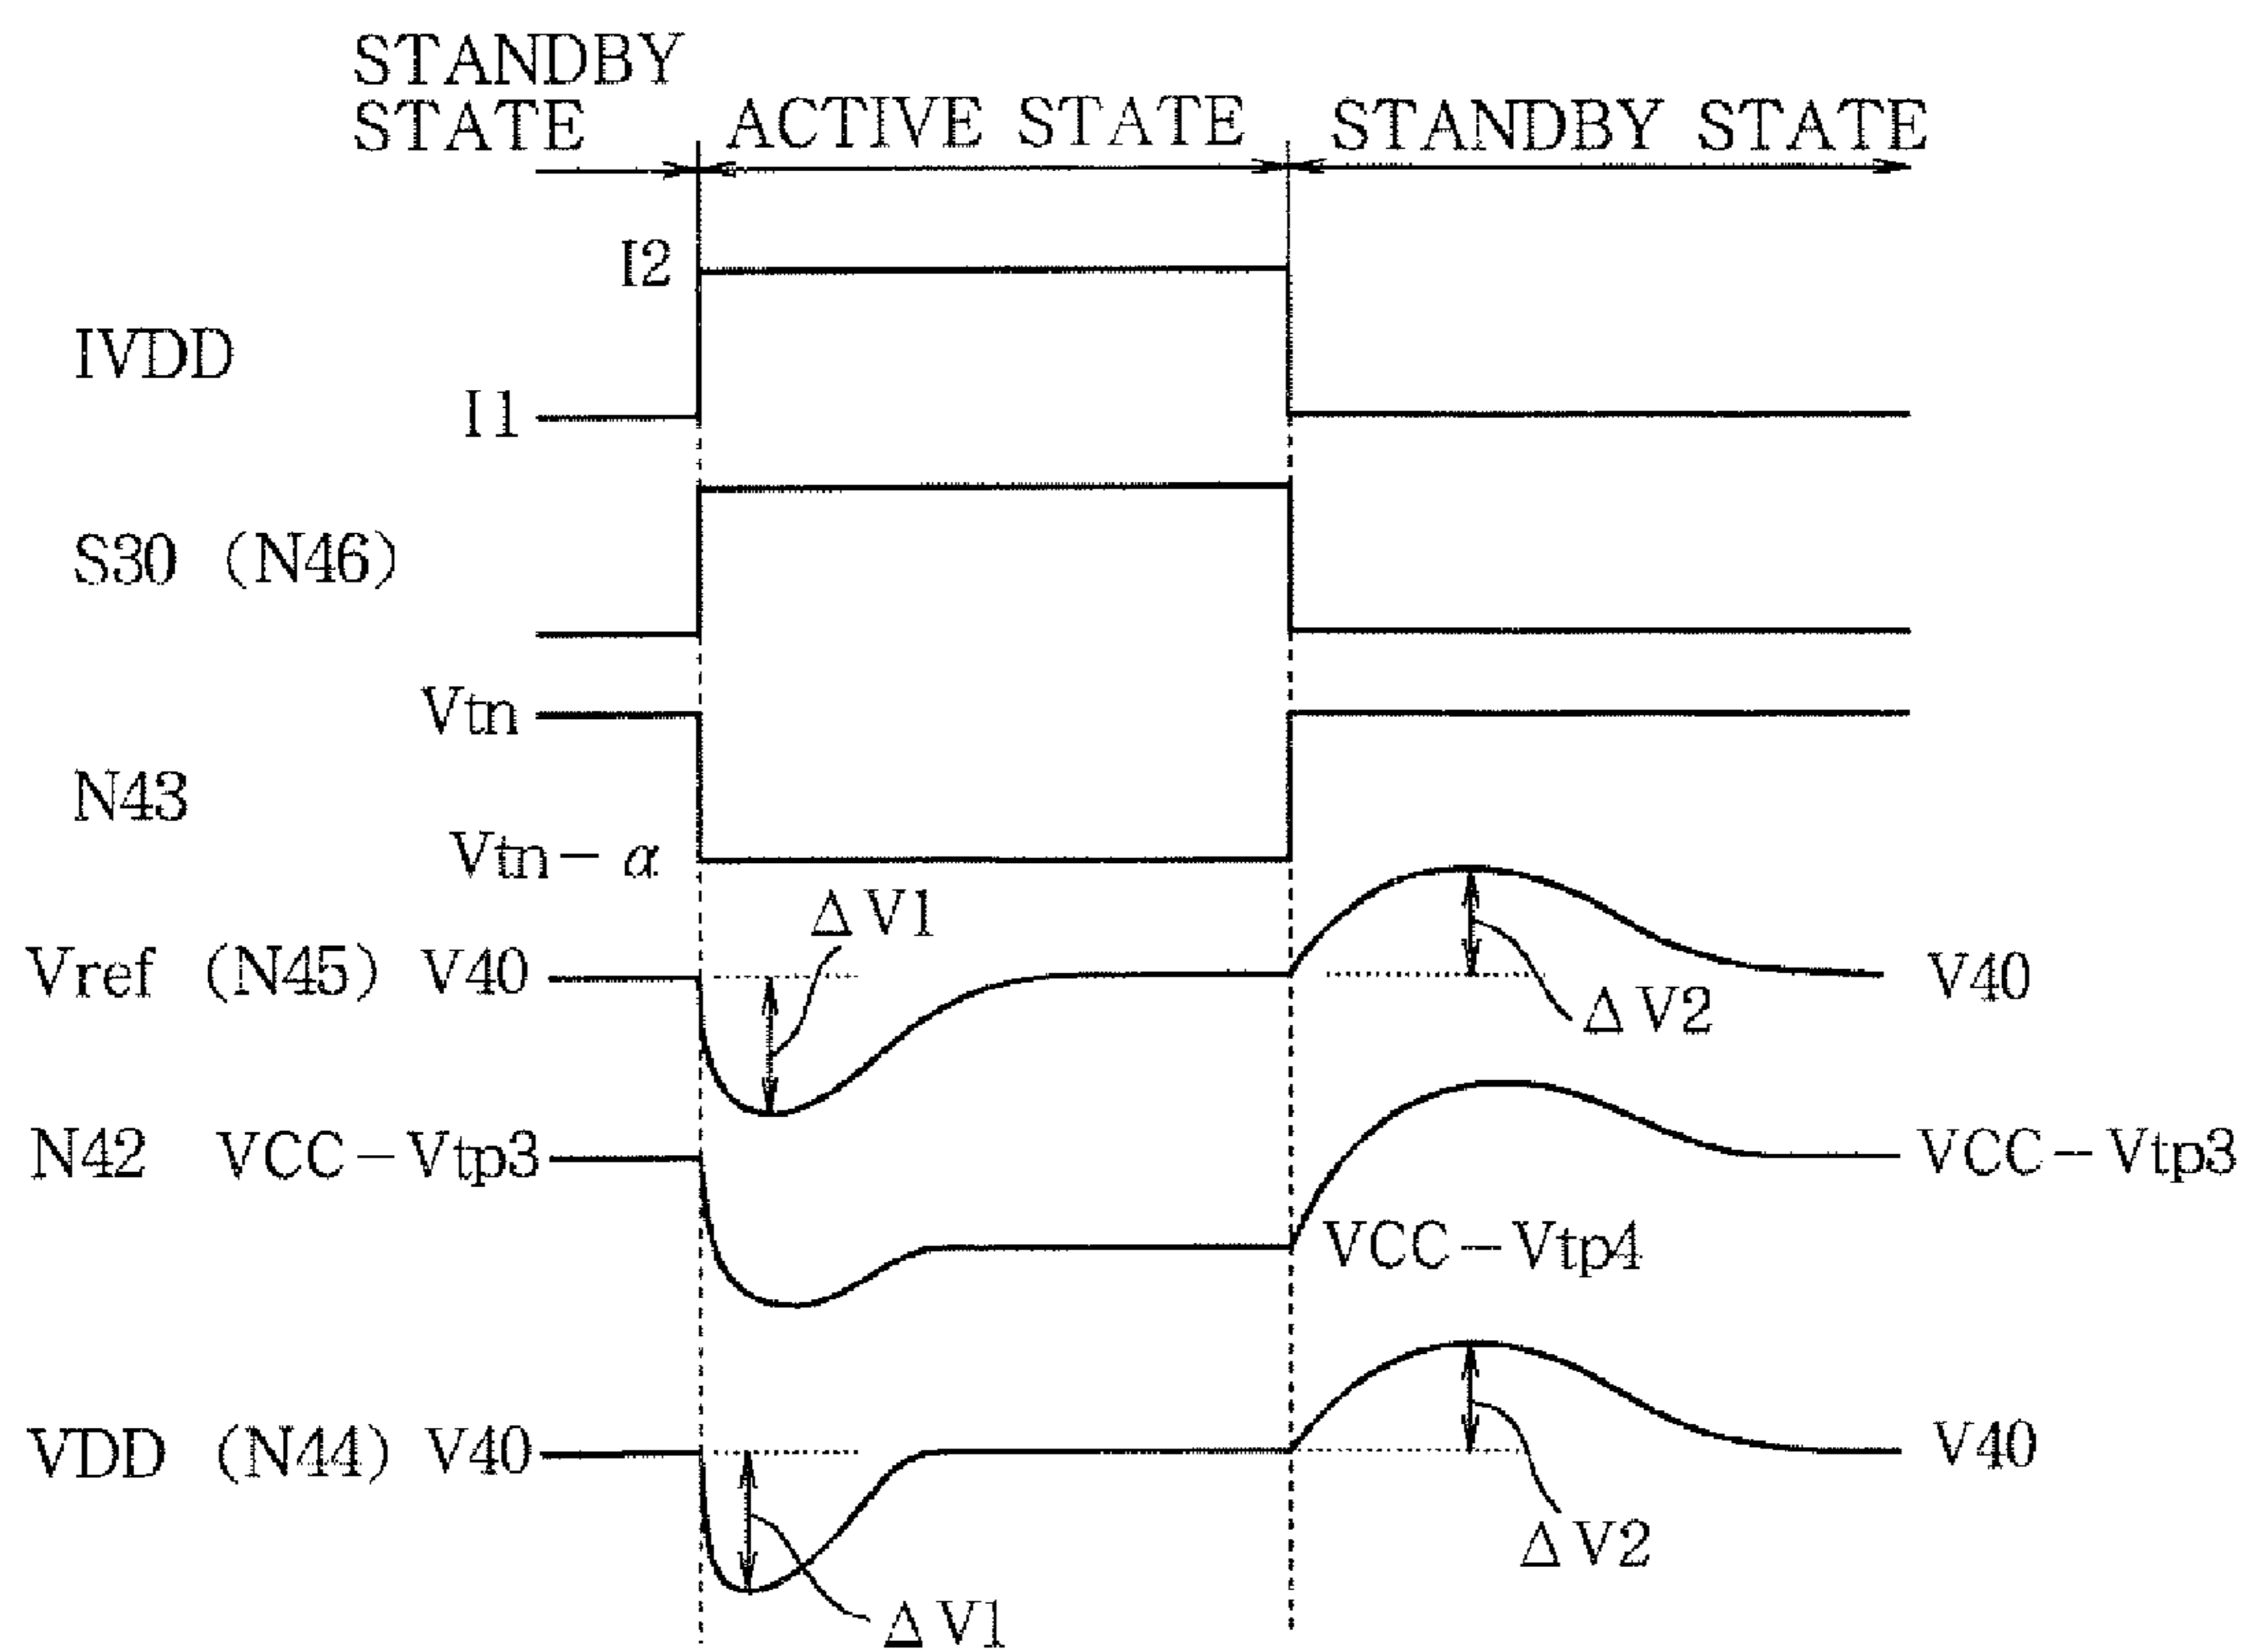 STANDBY
STATE
ACTIVE STATE
STANDBY STATE
I2
IVDD
I1
S30 (N46)
Vtn
N43
Vtn-α
ΔV1
Vref (N45) V40
V40
ΔV2
N42 VCC-Vtp3
VCC-Vtp3
VCC-Vtp4
VDD (N44) V40
V40
ΔV2
ΔV1